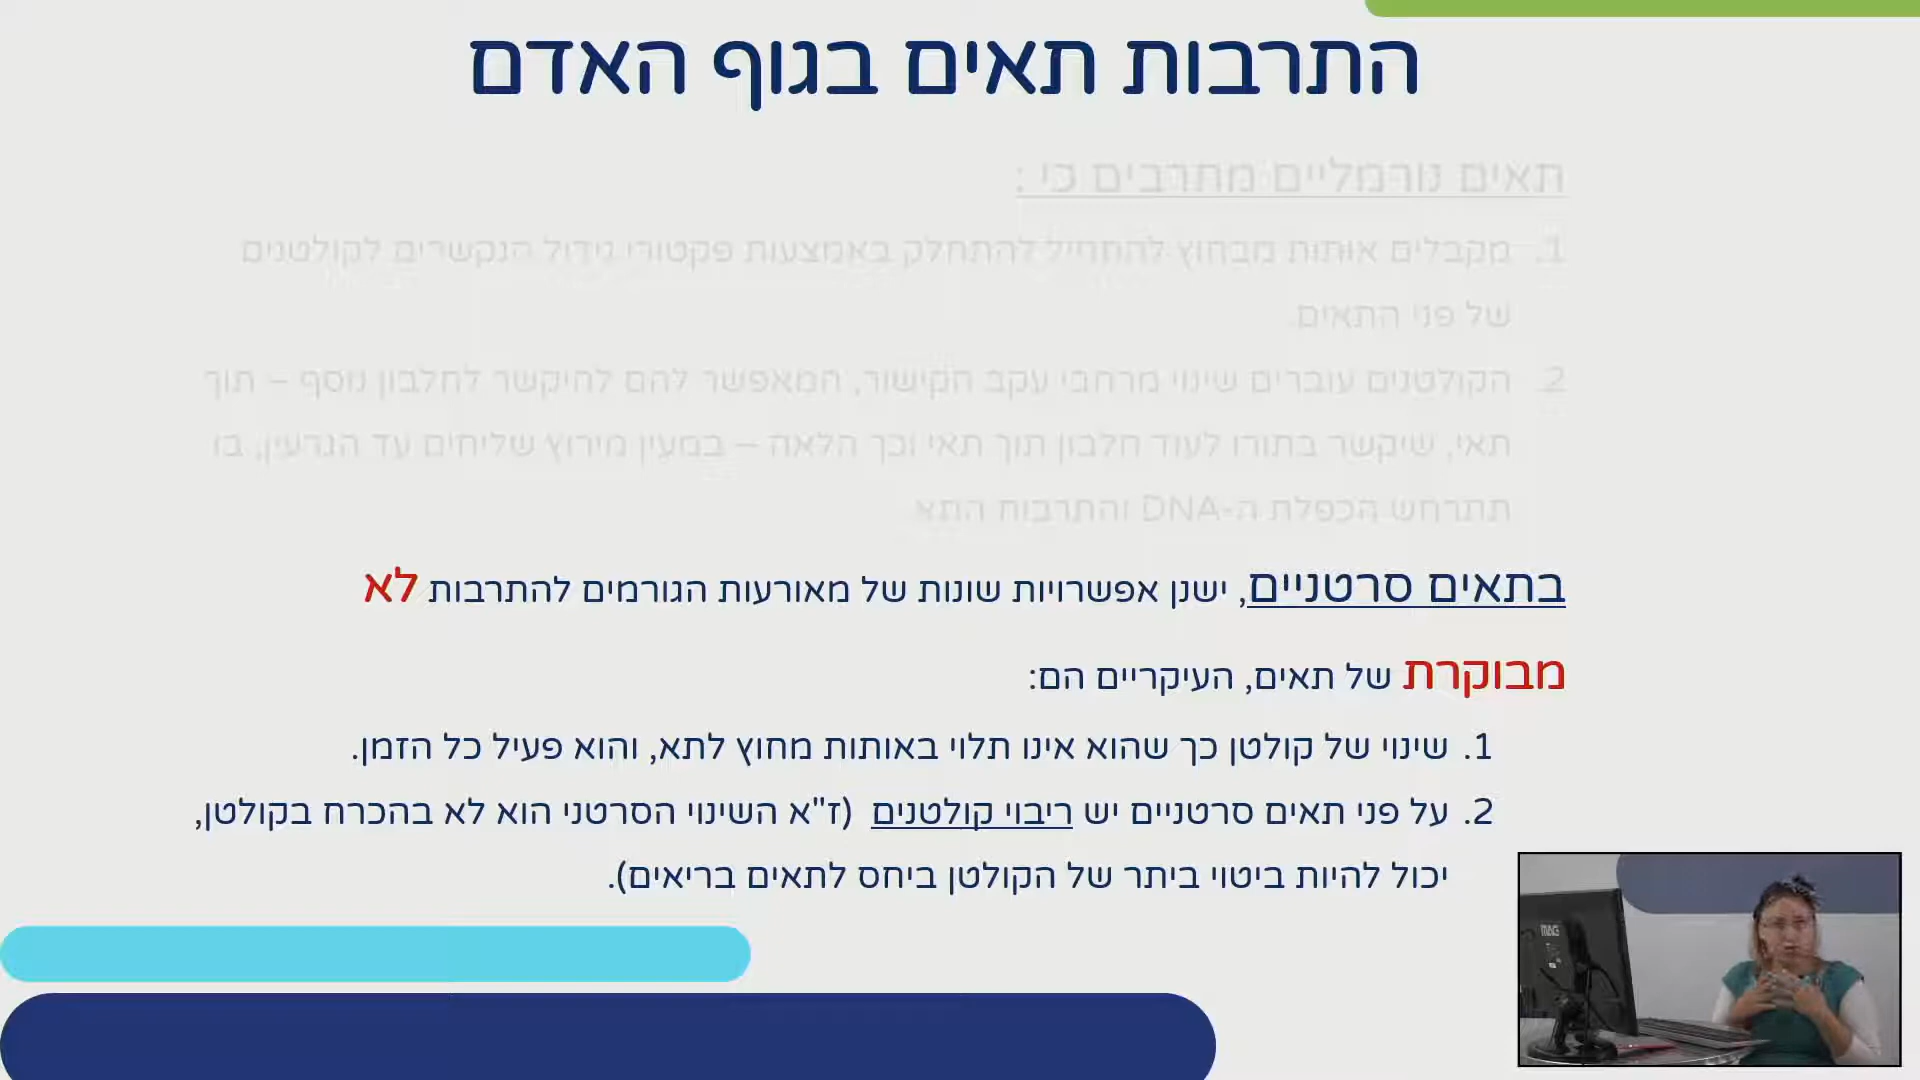 התרבות תאים בגוף האדם
תאים נורמליים מתרבים כי :
1. מקבלים אותות מבחוץ להתחיל להתחלק באמצעות פקטורי גידול הנקשרים לקולטנים
של פני התאים.
2. הקולטנים עוברים שינוי מרחבי עקב הקישור, המאפשר להם להיקשר לחלבון נוסף – תוך
תאי, שיקשר בתורו לעוד חלבון תוך תאי וכך הלאה – במעין מירוץ שליחים עד הגרעין, בו
תתרחש הכפלת ה-DNA והתרבות התא
בתאים סרטניים, ישנן אפשרויות שונות של מאורעות הגורמים להתרבות לא
מבוקרת של תאים, העיקריים הם:
1. שינוי של קולטן כך שהוא אינו תלוי באותות מחוץ לתא, והוא פעיל כל הזמן.
2. על פני תאים סרטניים יש ריבוי קולטנים (ז"א השינוי הסרטני הוא לא בהכרח בקולטן,
יכול להיות ביטוי ביתר של הקולטן ביחס לתאים בריאים).
MAG